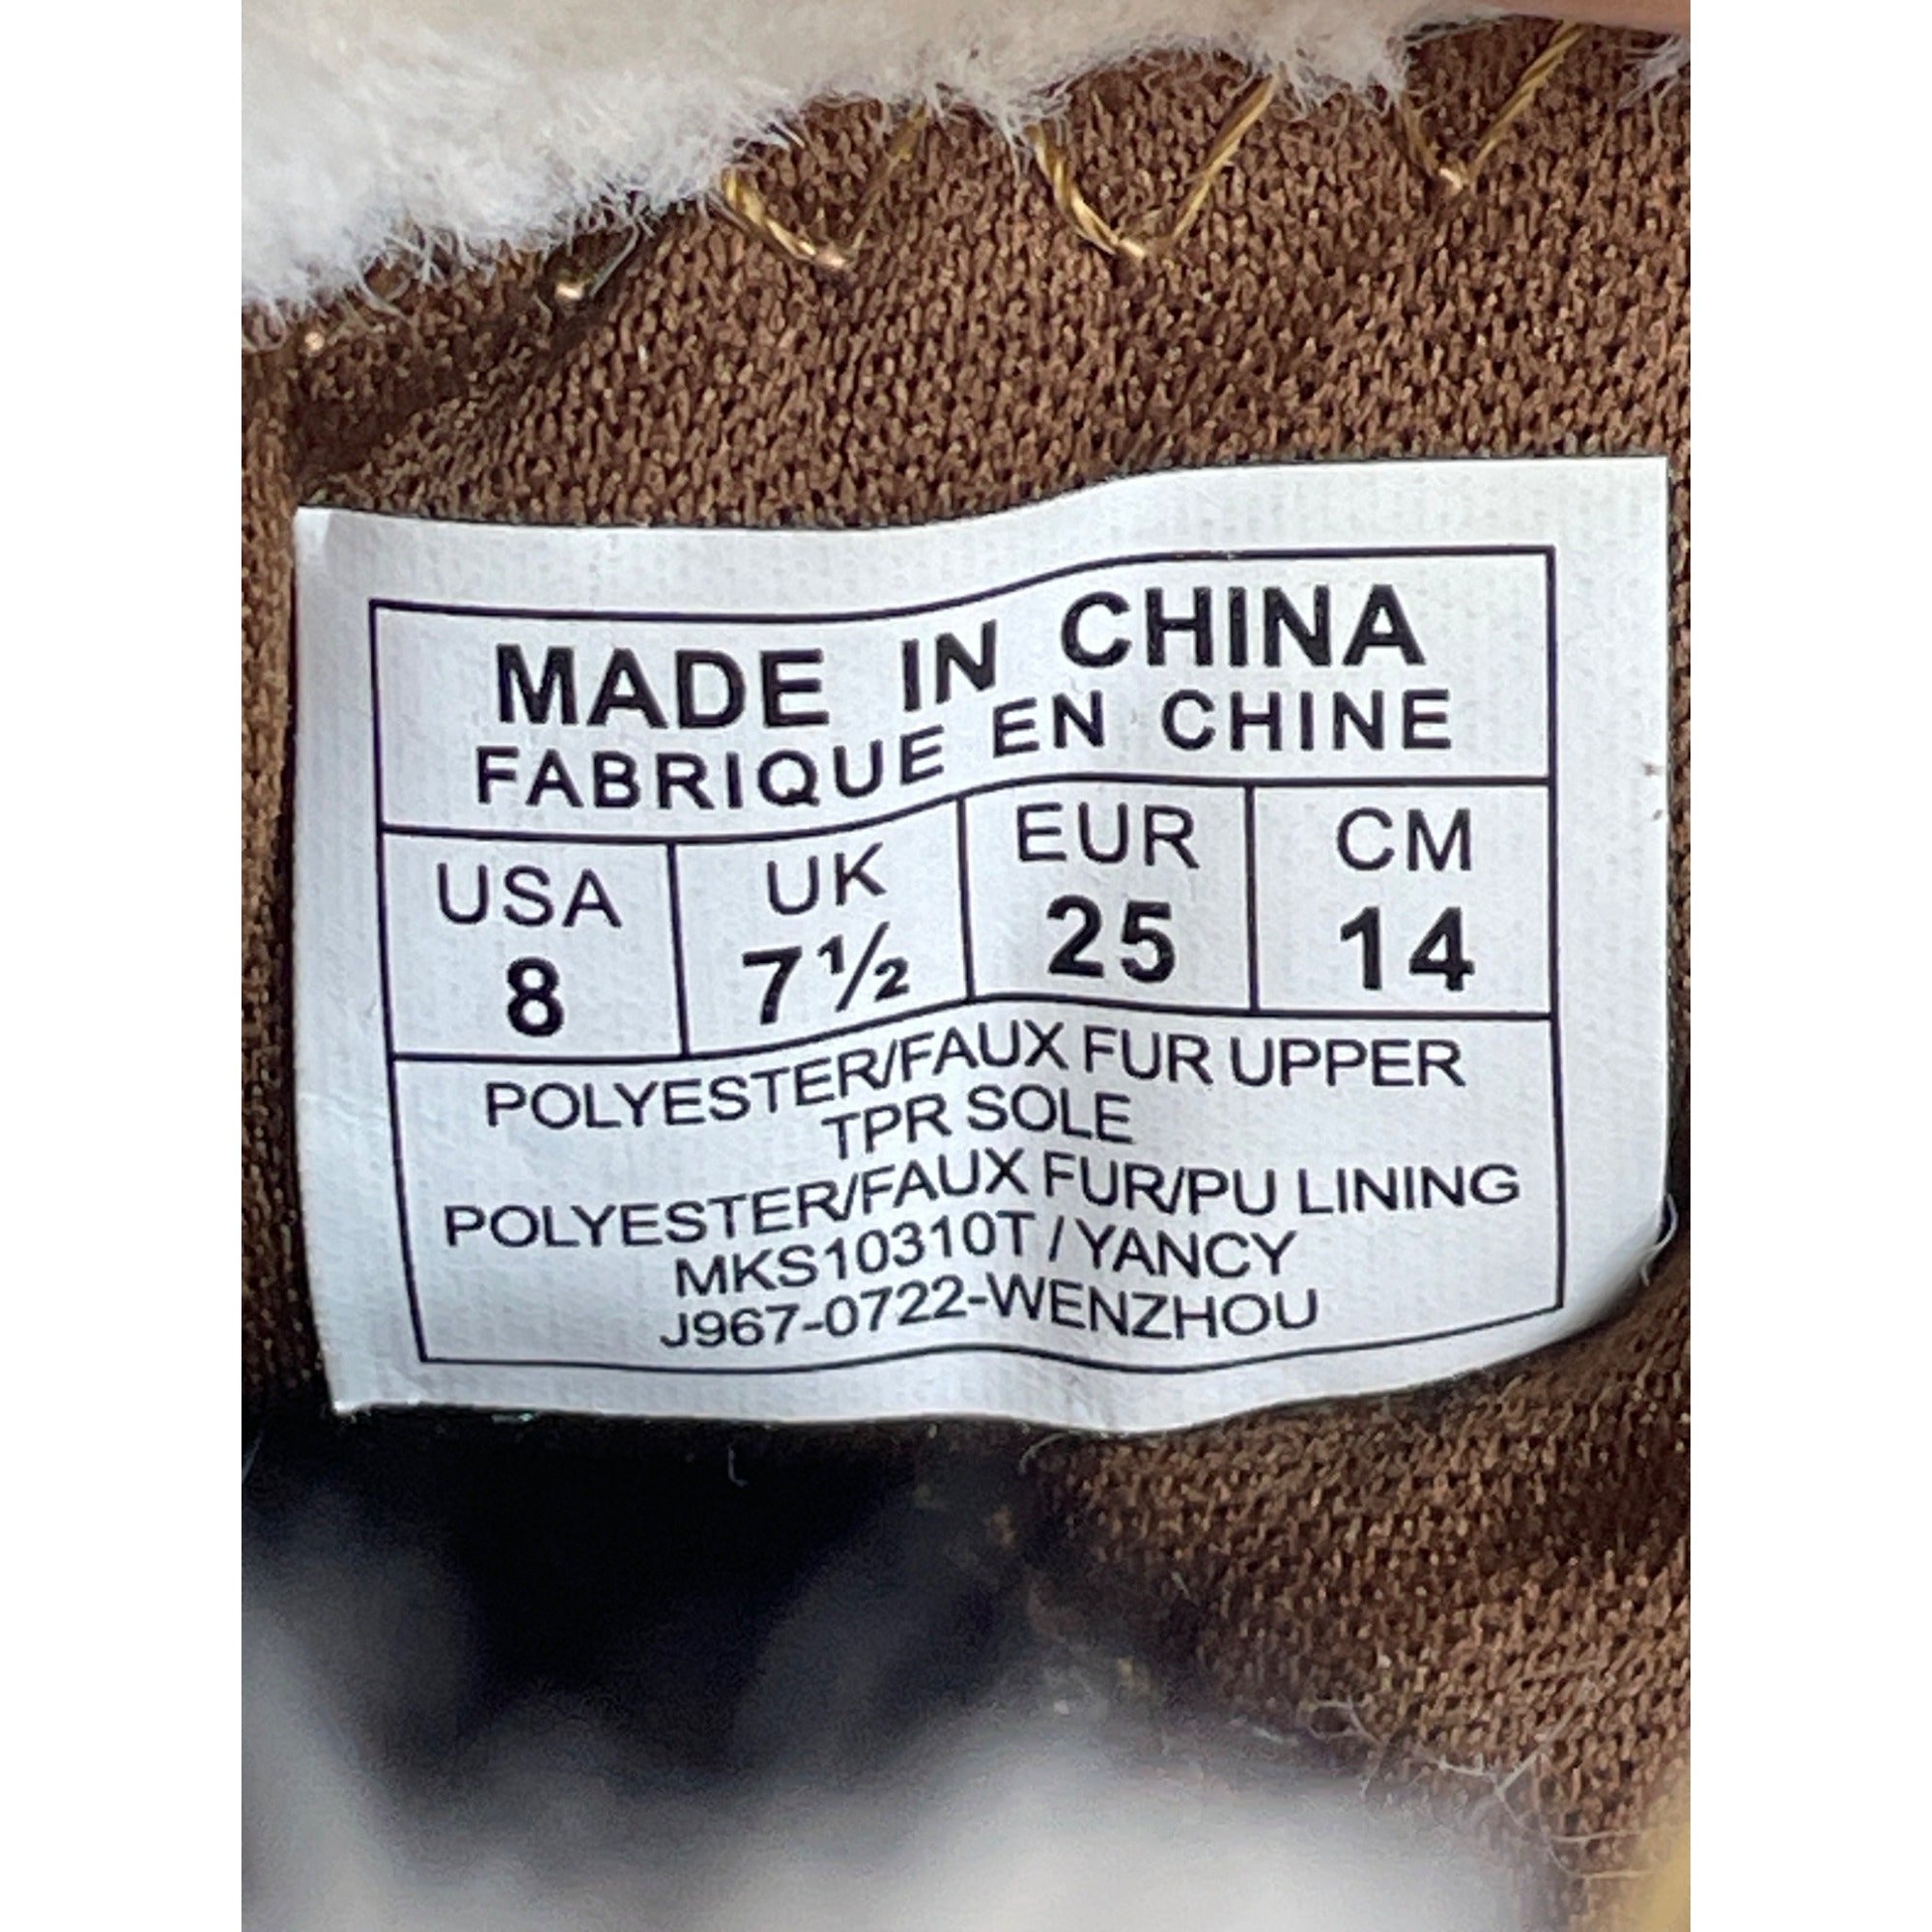 MADE IN CHINA
FABRIQUE EN CHINE
USA UK EUR CM
8 7½ 25 14
POLYESTER/FAUX FUR UPPER
TPR SOLE
POLYESTER/FAUX FUR/PU LINING
MKS10310T / YANCY
J967-0722-WENZHOU